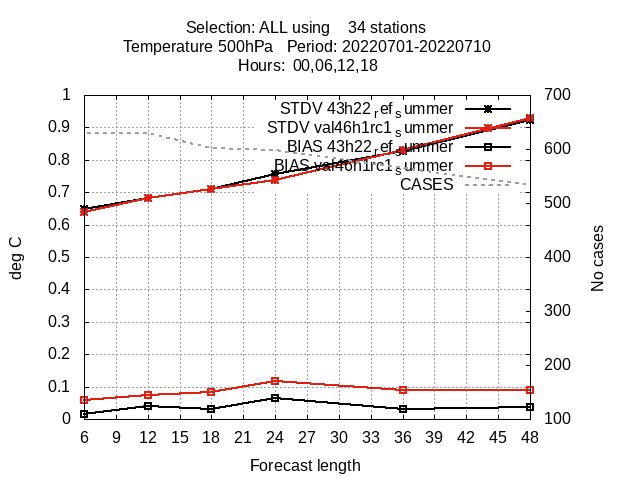 Selection: ALL using    34 stations
Temperature 500hPa   Period: 20220701-20220710
Hours: 00,06,12,18
STDV 43h22_ref_summer
STDV val46h1rc1_summer
BIAS 43h22_ref_summer
BIAS val46h1rc1_summer
CASES
deg C
1
0.9
0.8
0.7
0.6
0.5
0.4
0.3
0.2
0.1
0
No cases
700
600
500
400
300
200
100
6 9 12 15 18 21 24 27 30 33 36 39 42 45 48
Forecast length